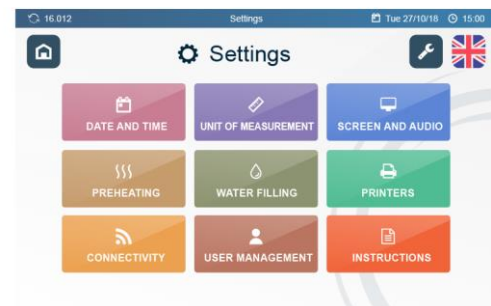 16.012 Settings Tue 27/10/18 15:00
Settings
DATE AND TIME UNIT OF MEASUREMENT SCREEN AND AUDIO
PREHEATING WATER FILLING PRINTERS
CONNECTIVITY USER MANAGEMENT INSTRUCTIONS